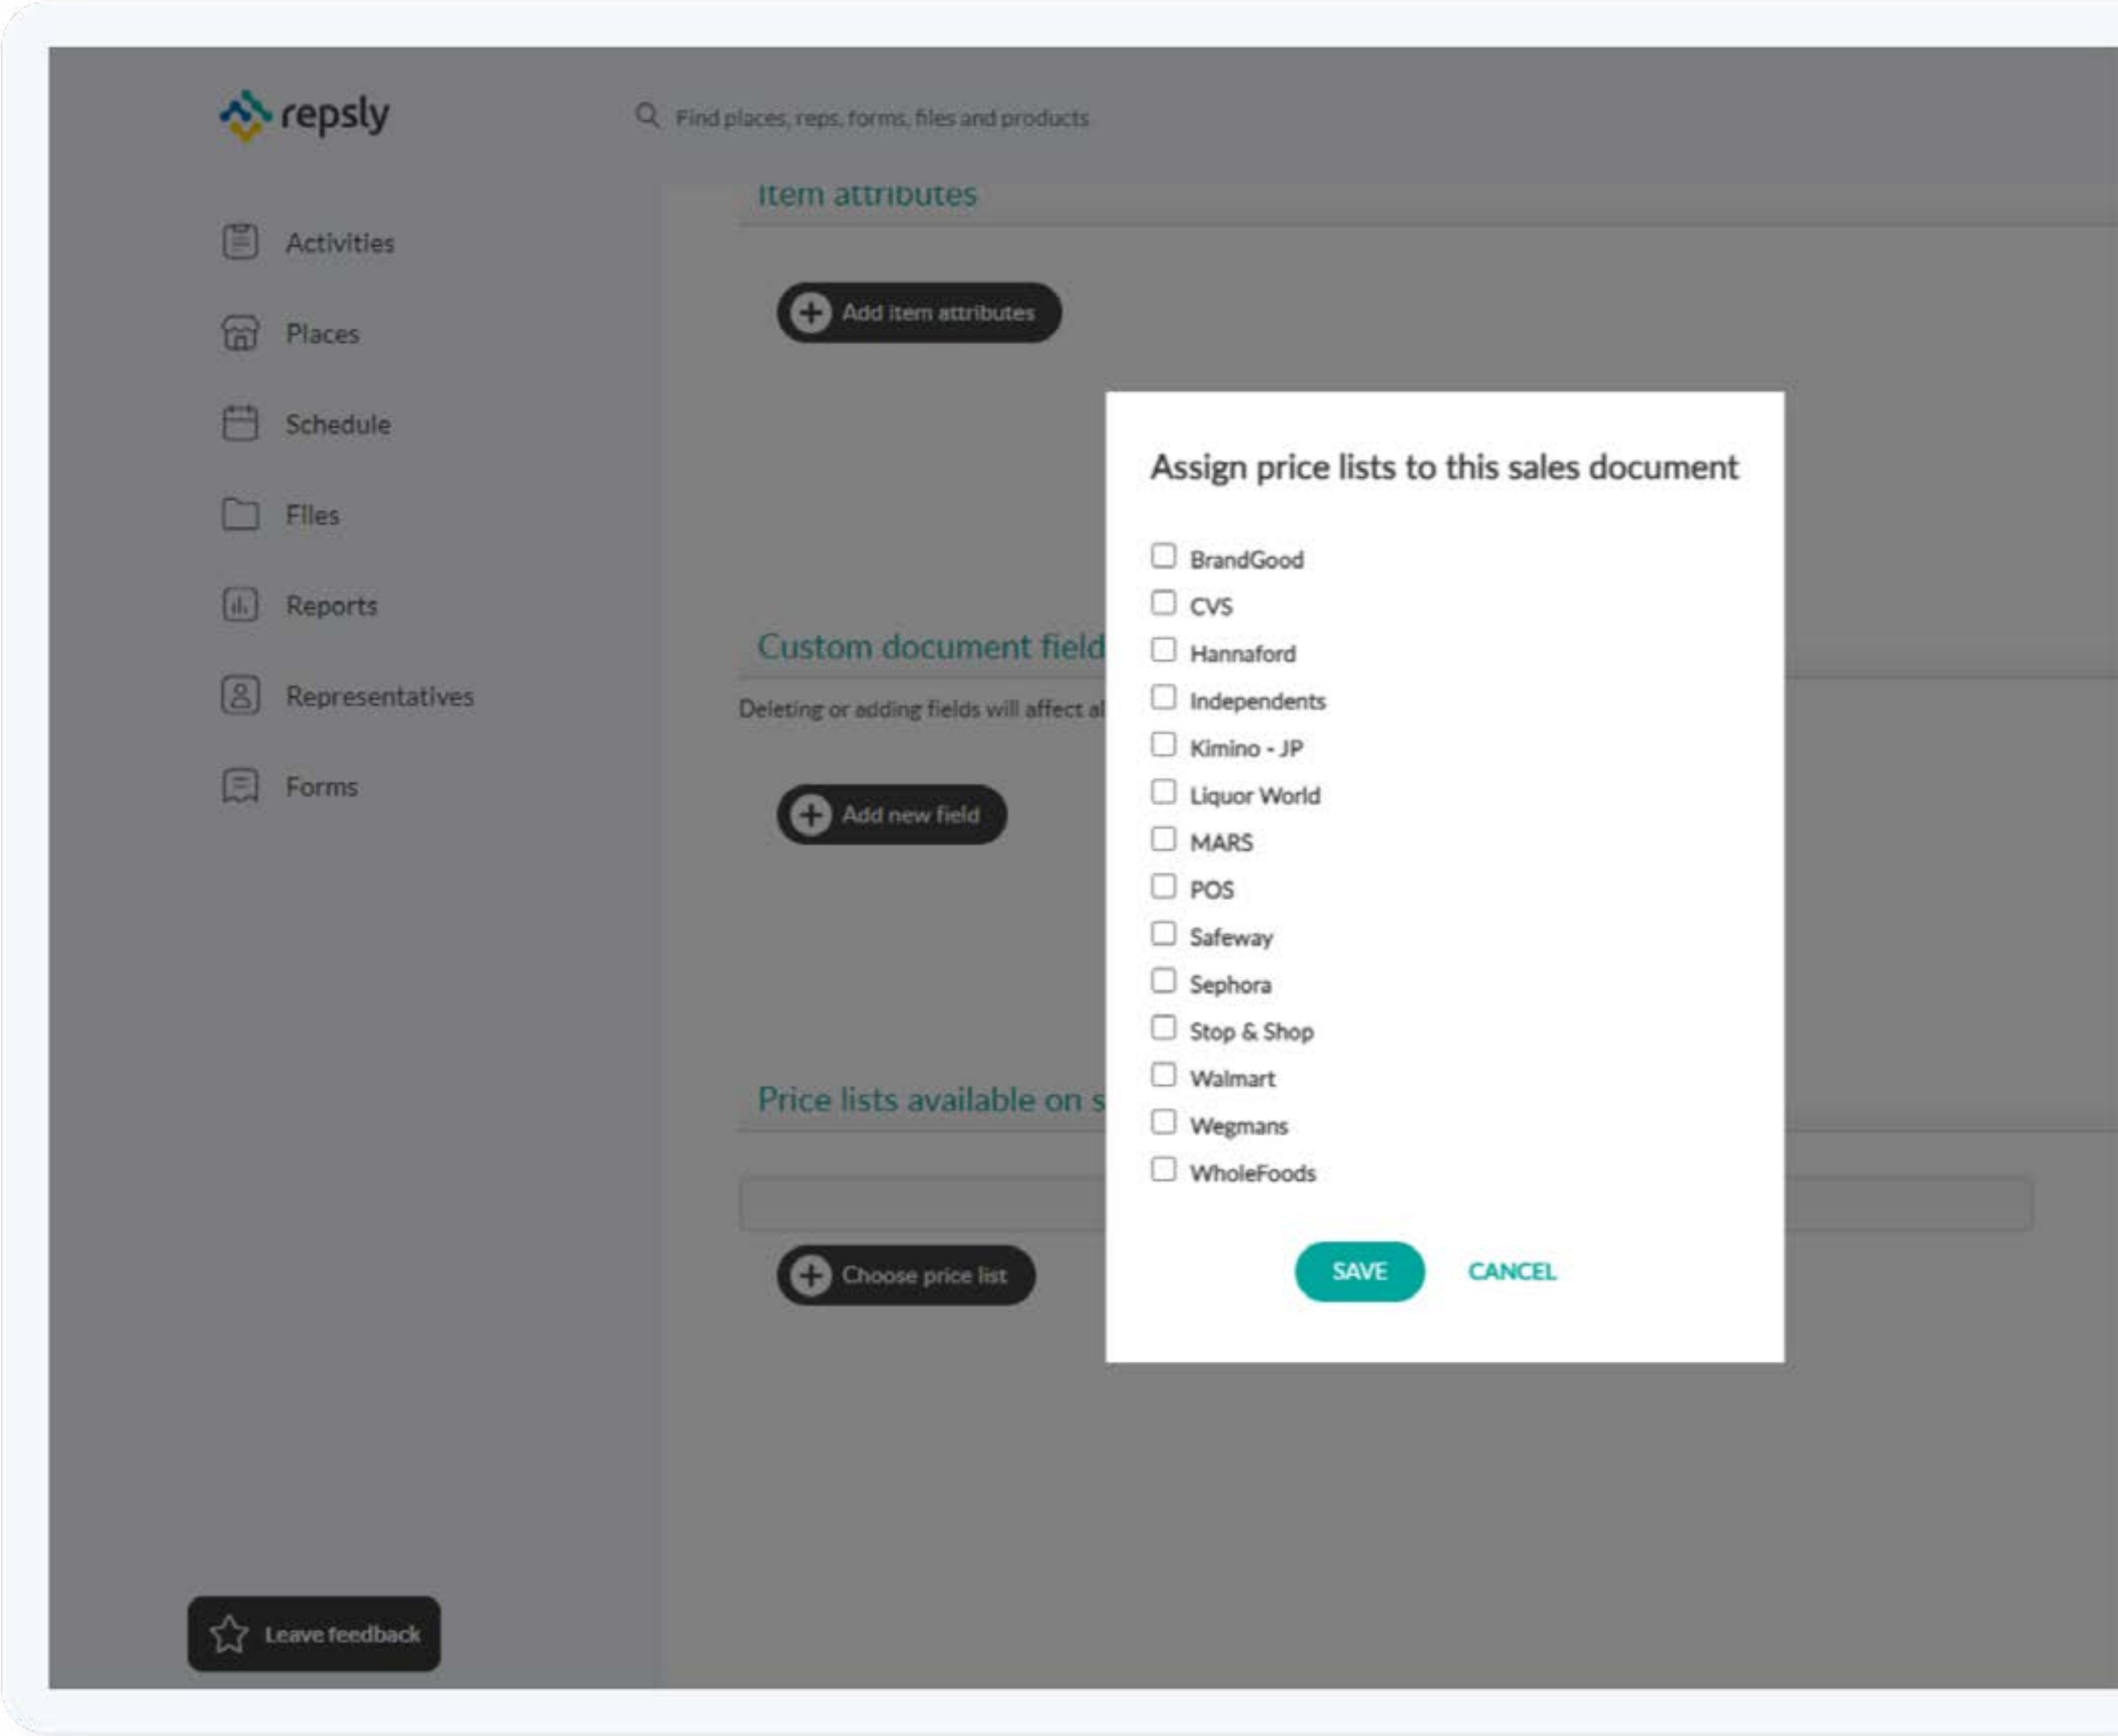 repsly
Find places, reps, forms, files and products
Activities
Places
Schedule
Files
Reports
Representatives
Forms
Leave feedback
Item attributes
Add item attributes
Custom document field
Deleting or adding fields will affect al
Add new field
Price lists available on s
Choose price list
Assign price lists to this sales document
BrandGood
CVS
Hannaford
Independents
Kimino - JP
Liquor World
MARS
POS
Safeway
Sephora
Stop & Shop
Walmart
Wegmans
WholeFoods
SAVE
CANCEL